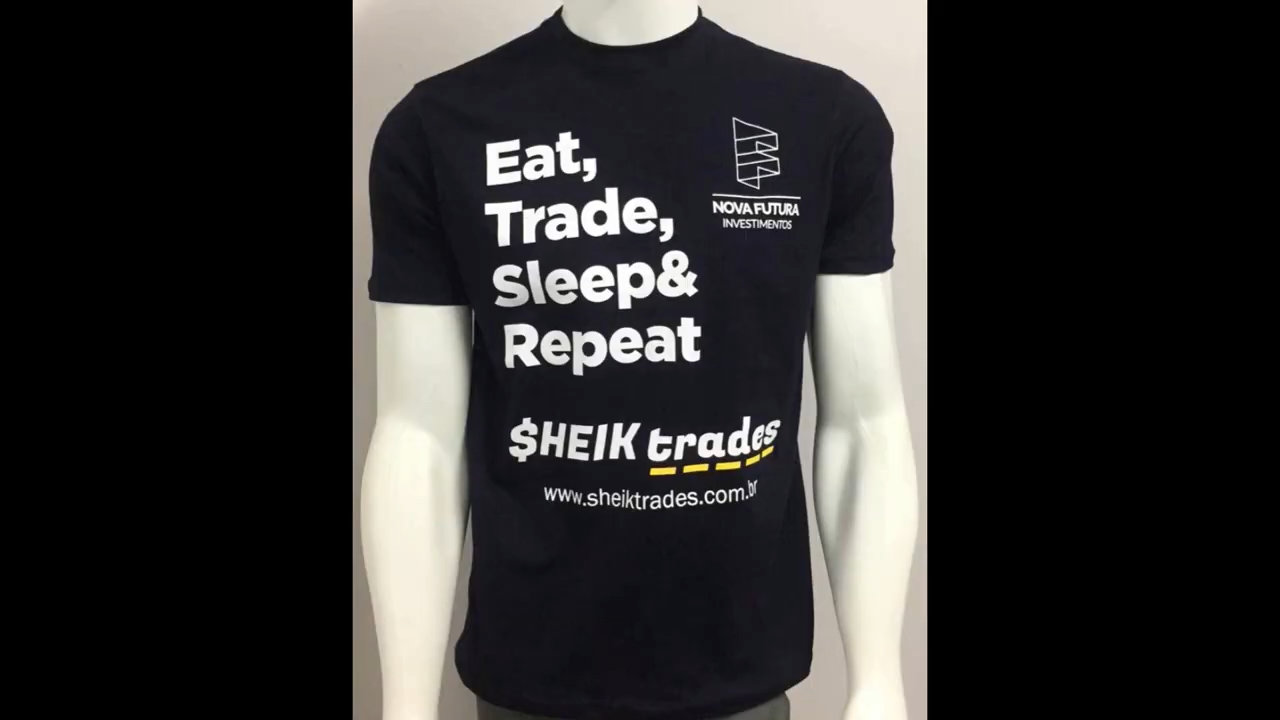 Eat,
Trade,
Sleep&
Repeat
NOVA FUTURA
INVESTIMENTOS
$HEIK trades
www.sheiktrades.com.br